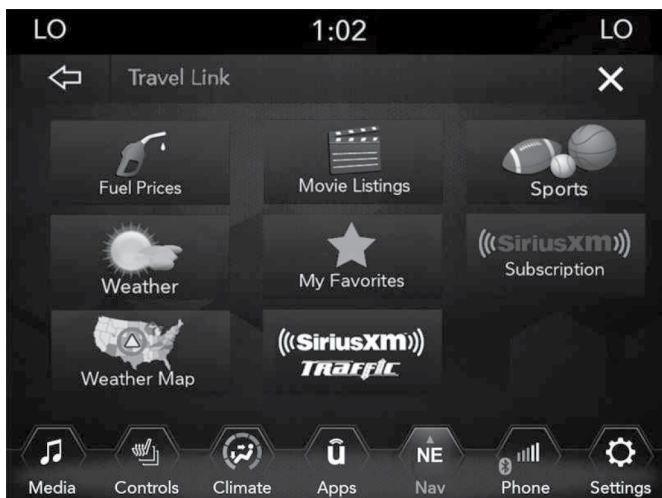 LO 1:02 LO
Travel Link
Fuel Prices
Movie Listings
Sports
Weather
My Favorites
((SiriusXM))
Subscription
Weather Map
((SiriusXM))
TRaffic
û
NE
Media
Controls
Climate
Apps
Nav
Phone
Settings